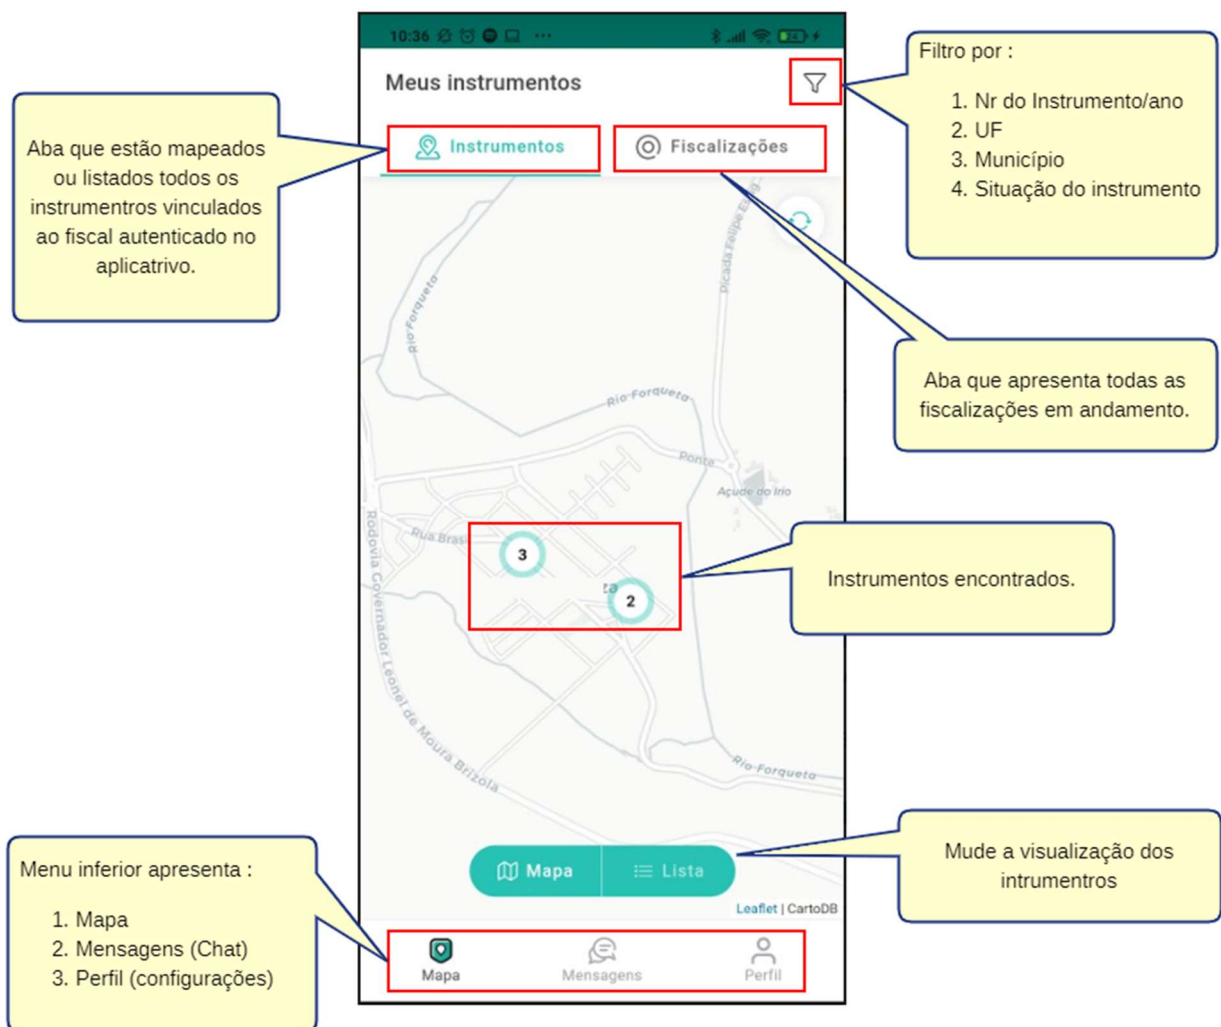 10:36
24
Meus instrumentos
Instrumentos
Fiscalizações
Filtro por :
1. Nr do Instrumento/ano
2. UF
3. Município
4. Situação do instrumento
Aba que estão mapeados
ou listados todos os
instrumentros vinculados
ao fiscal autenticado no
aplicatrivo.
Picada Felipe
Rio Forqueta
Aba que apresenta todas as
fiscalizações em andamento.
Rio Forqueta
Ponte
Açude do Irio
Rua Brasil
Rodovia Governador Leonel de Moura Brizola
3
2
Instrumentos encontrados.
Rio Forqueta
Mapa
Lista
Mude a visualização dos
intrumentros
Leaflet | CartoDB
Menu inferior apresenta :
1. Mapa
2. Mensagens (Chat)
3. Perfil (configurações)
Mapa
Mensagens
Perfil